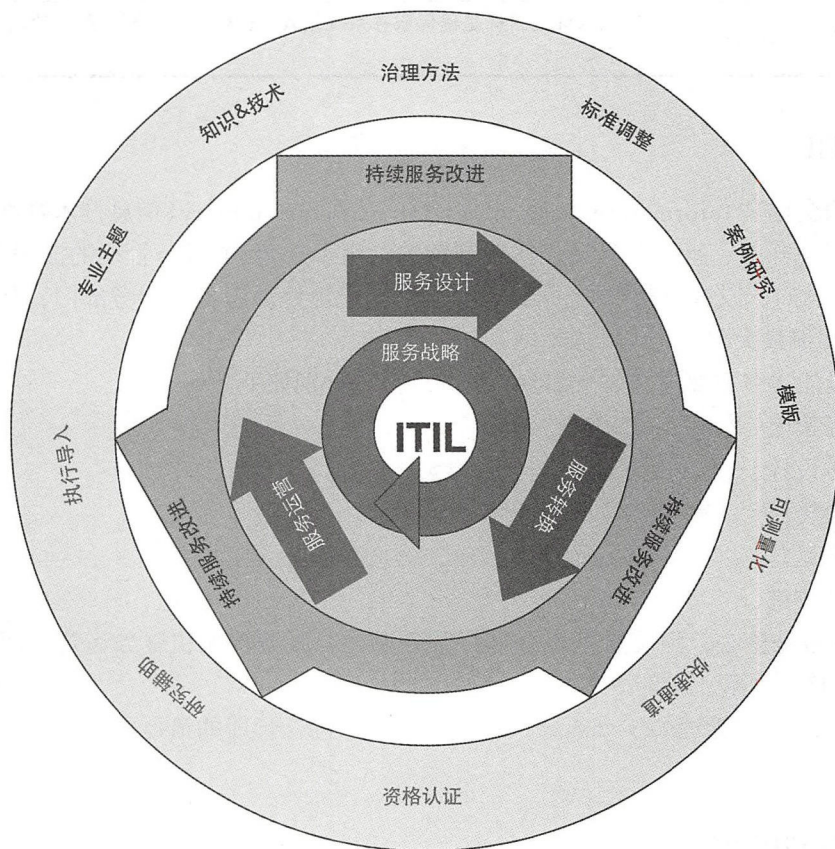 治理方法
标准调整
案例研究
模版
可测量化
快速通道
资格认证
研究辅助
执行导入
专业主题
知识&技术
持续服务改进
持续服务改进
持续服务改进
服务设计
服务转换
服务运营
服务战略
ITIL